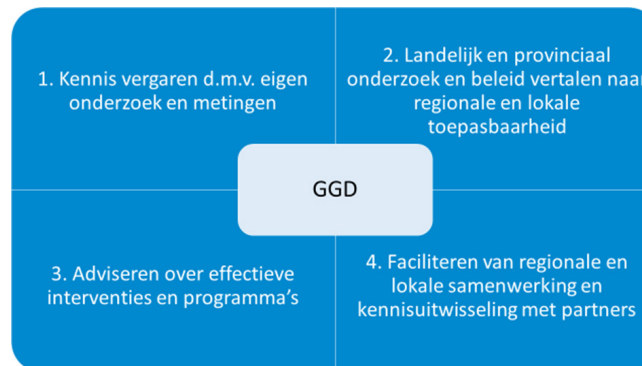 1. Kennis vergaren d.m.v. eigen
onderzoek en metingen
2. Landelijk en provinciaal
onderzoek en beleid vertalen naar
regionale en lokale
toepasbaarheid
GGD
3. Adviseren over effectieve
interventies en programma's
4. Faciliteren van regionale en
lokale samenwerking en
kennisuitwisseling met partners